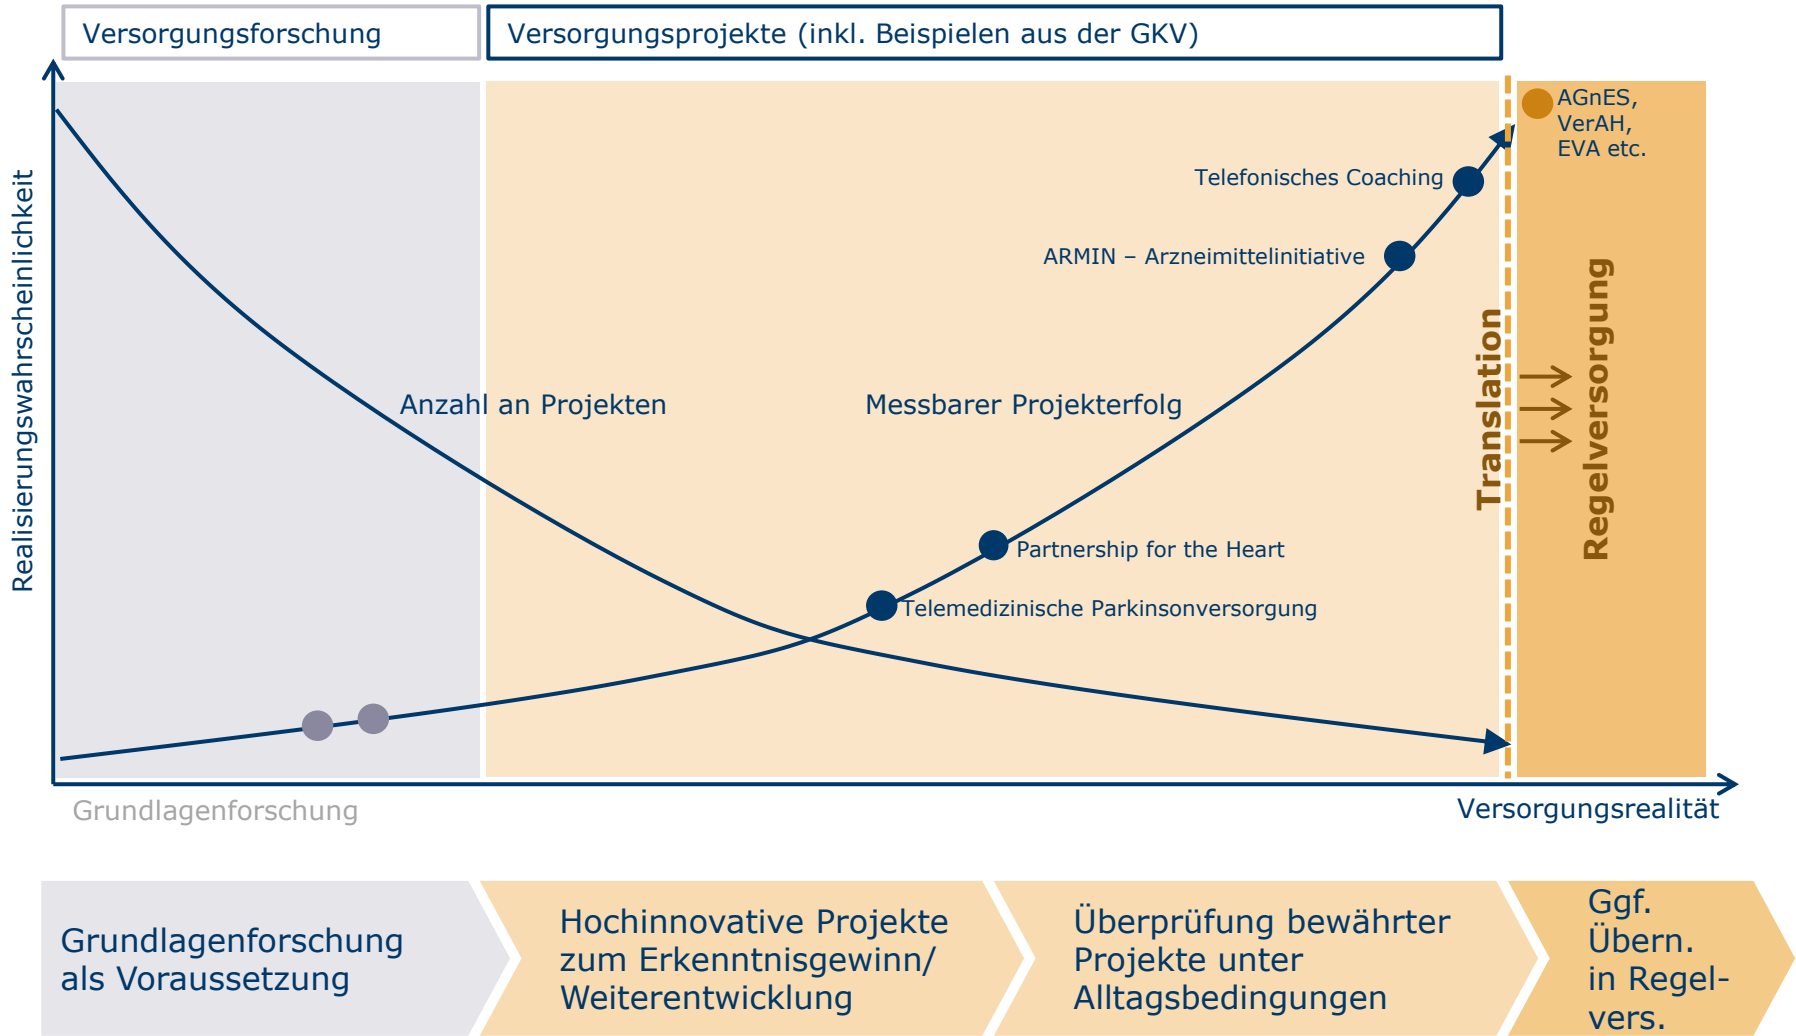 Versorgungsforschung
Versorgungsprojekte (inkl. Beispielen aus der GKV)
Realisierungswahrscheinlichkeit
AGnES,
VerAH,
EVA etc.
Telefonisches Coaching
ARMIN – Arzneimittelinitiative
Anzahl an Projekten
Messbarer Projekterfolg
Translation
Regelversorgung
Partnership for the Heart
Telemedizinische Parkinsonversorgung
Grundlagenforschung
Versorgungsrealität
Grundlagenforschung
als Voraussetzung
Hochinnovative Projekte
zum Erkenntnisgewinn/
Weiterentwicklung
Überprüfung bewährter
Projekte unter
Alltagsbedingungen
Ggf.
Übern.
in Regel-
vers.